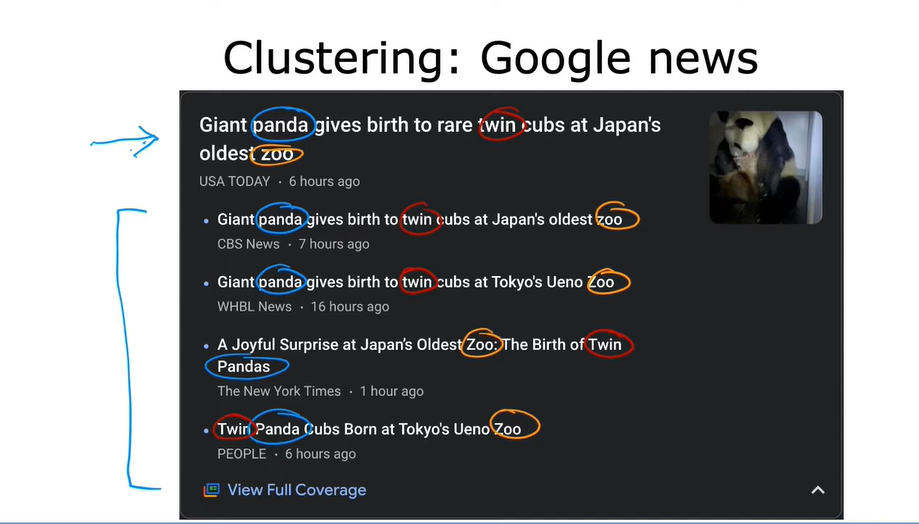 Clustering: Google news
Giant panda gives birth to rare twin cubs at Japan's
oldest zoo
USA TODAY • 6 hours ago
• Giant panda gives birth to twin cubs at Japan's oldest zoo
CBS News • 7 hours ago
• Giant panda gives birth to twin cubs at Tokyo's Ueno Zoo
WHBL News • 16 hours ago
• A Joyful Surprise at Japan's Oldest Zoo: The Birth of Twin
Pandas
The New York Times • 1 hour ago
• Twin Panda Cubs Born at Tokyo's Ueno Zoo
PEOPLE • 6 hours ago
View Full Coverage